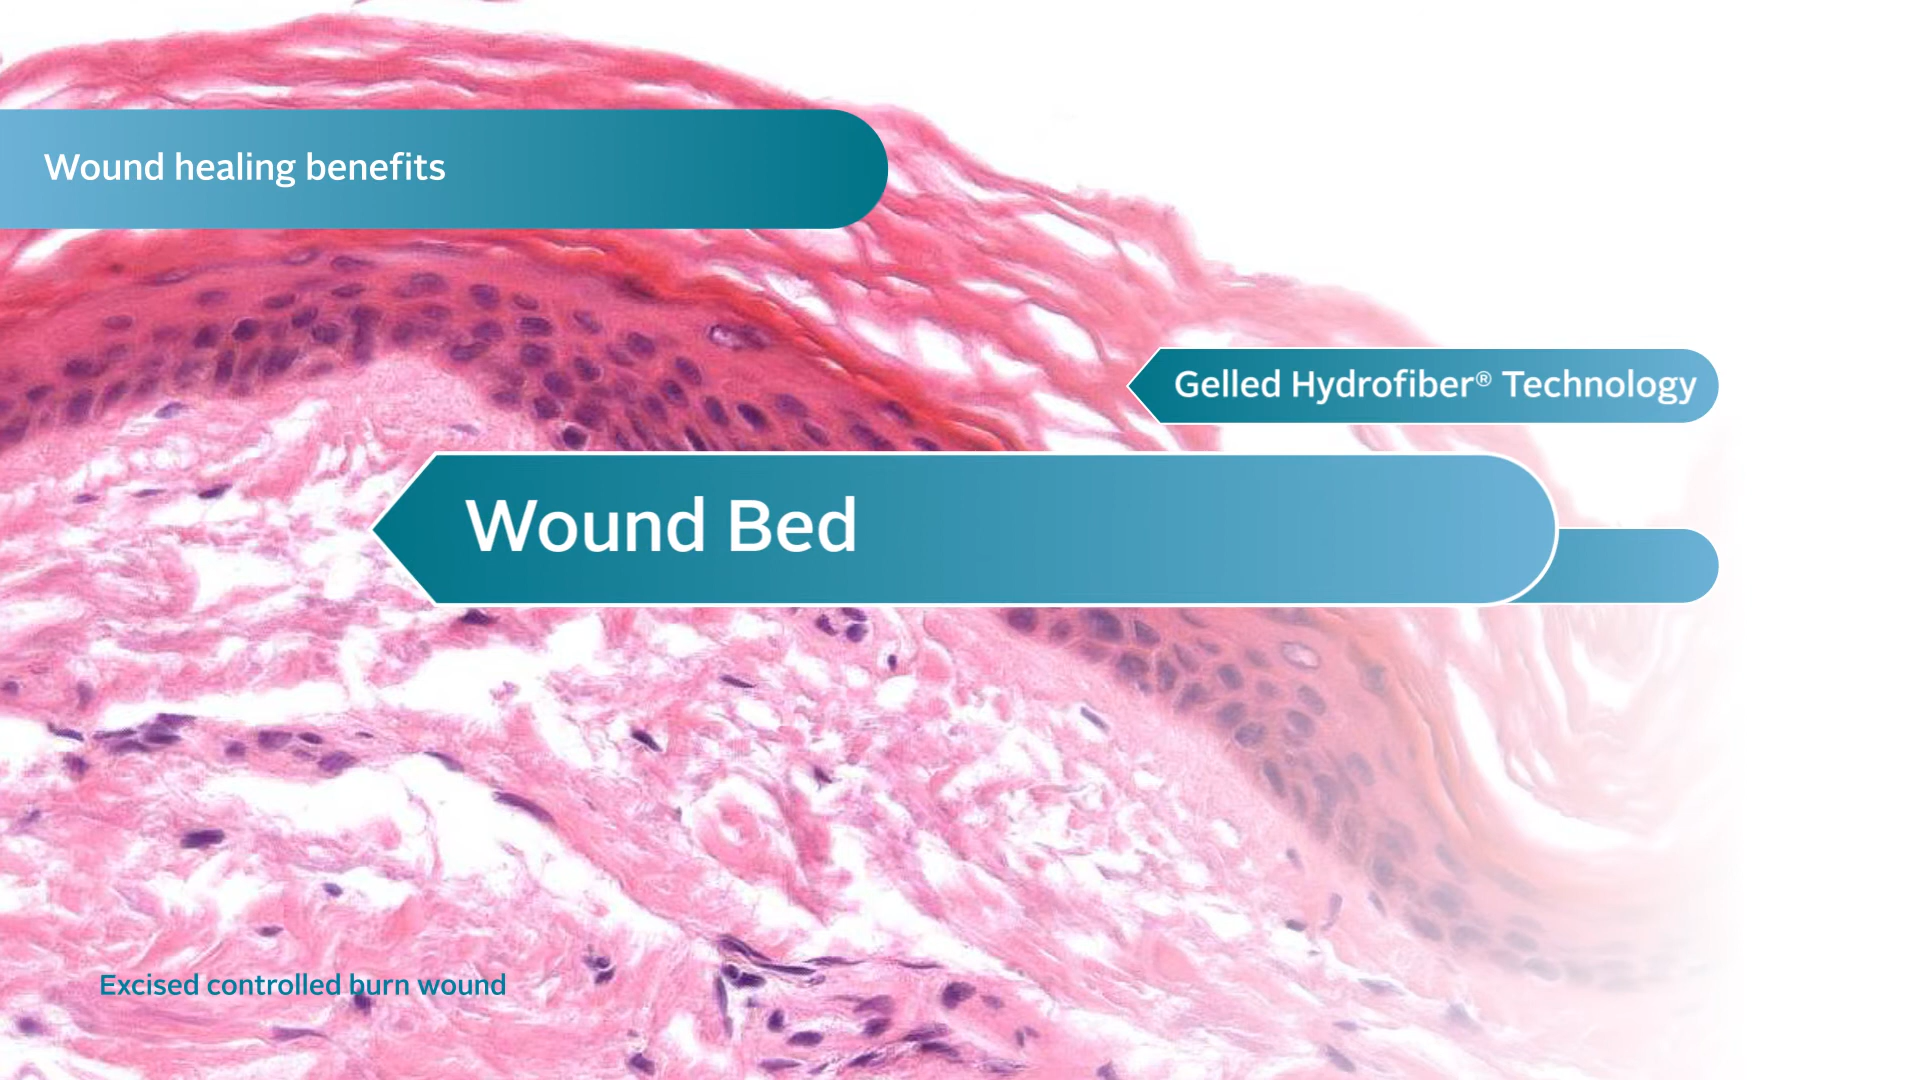 Wound healing benefits
Gelled Hydrofiber® Technology
Wound Bed
Excised controlled burn wound